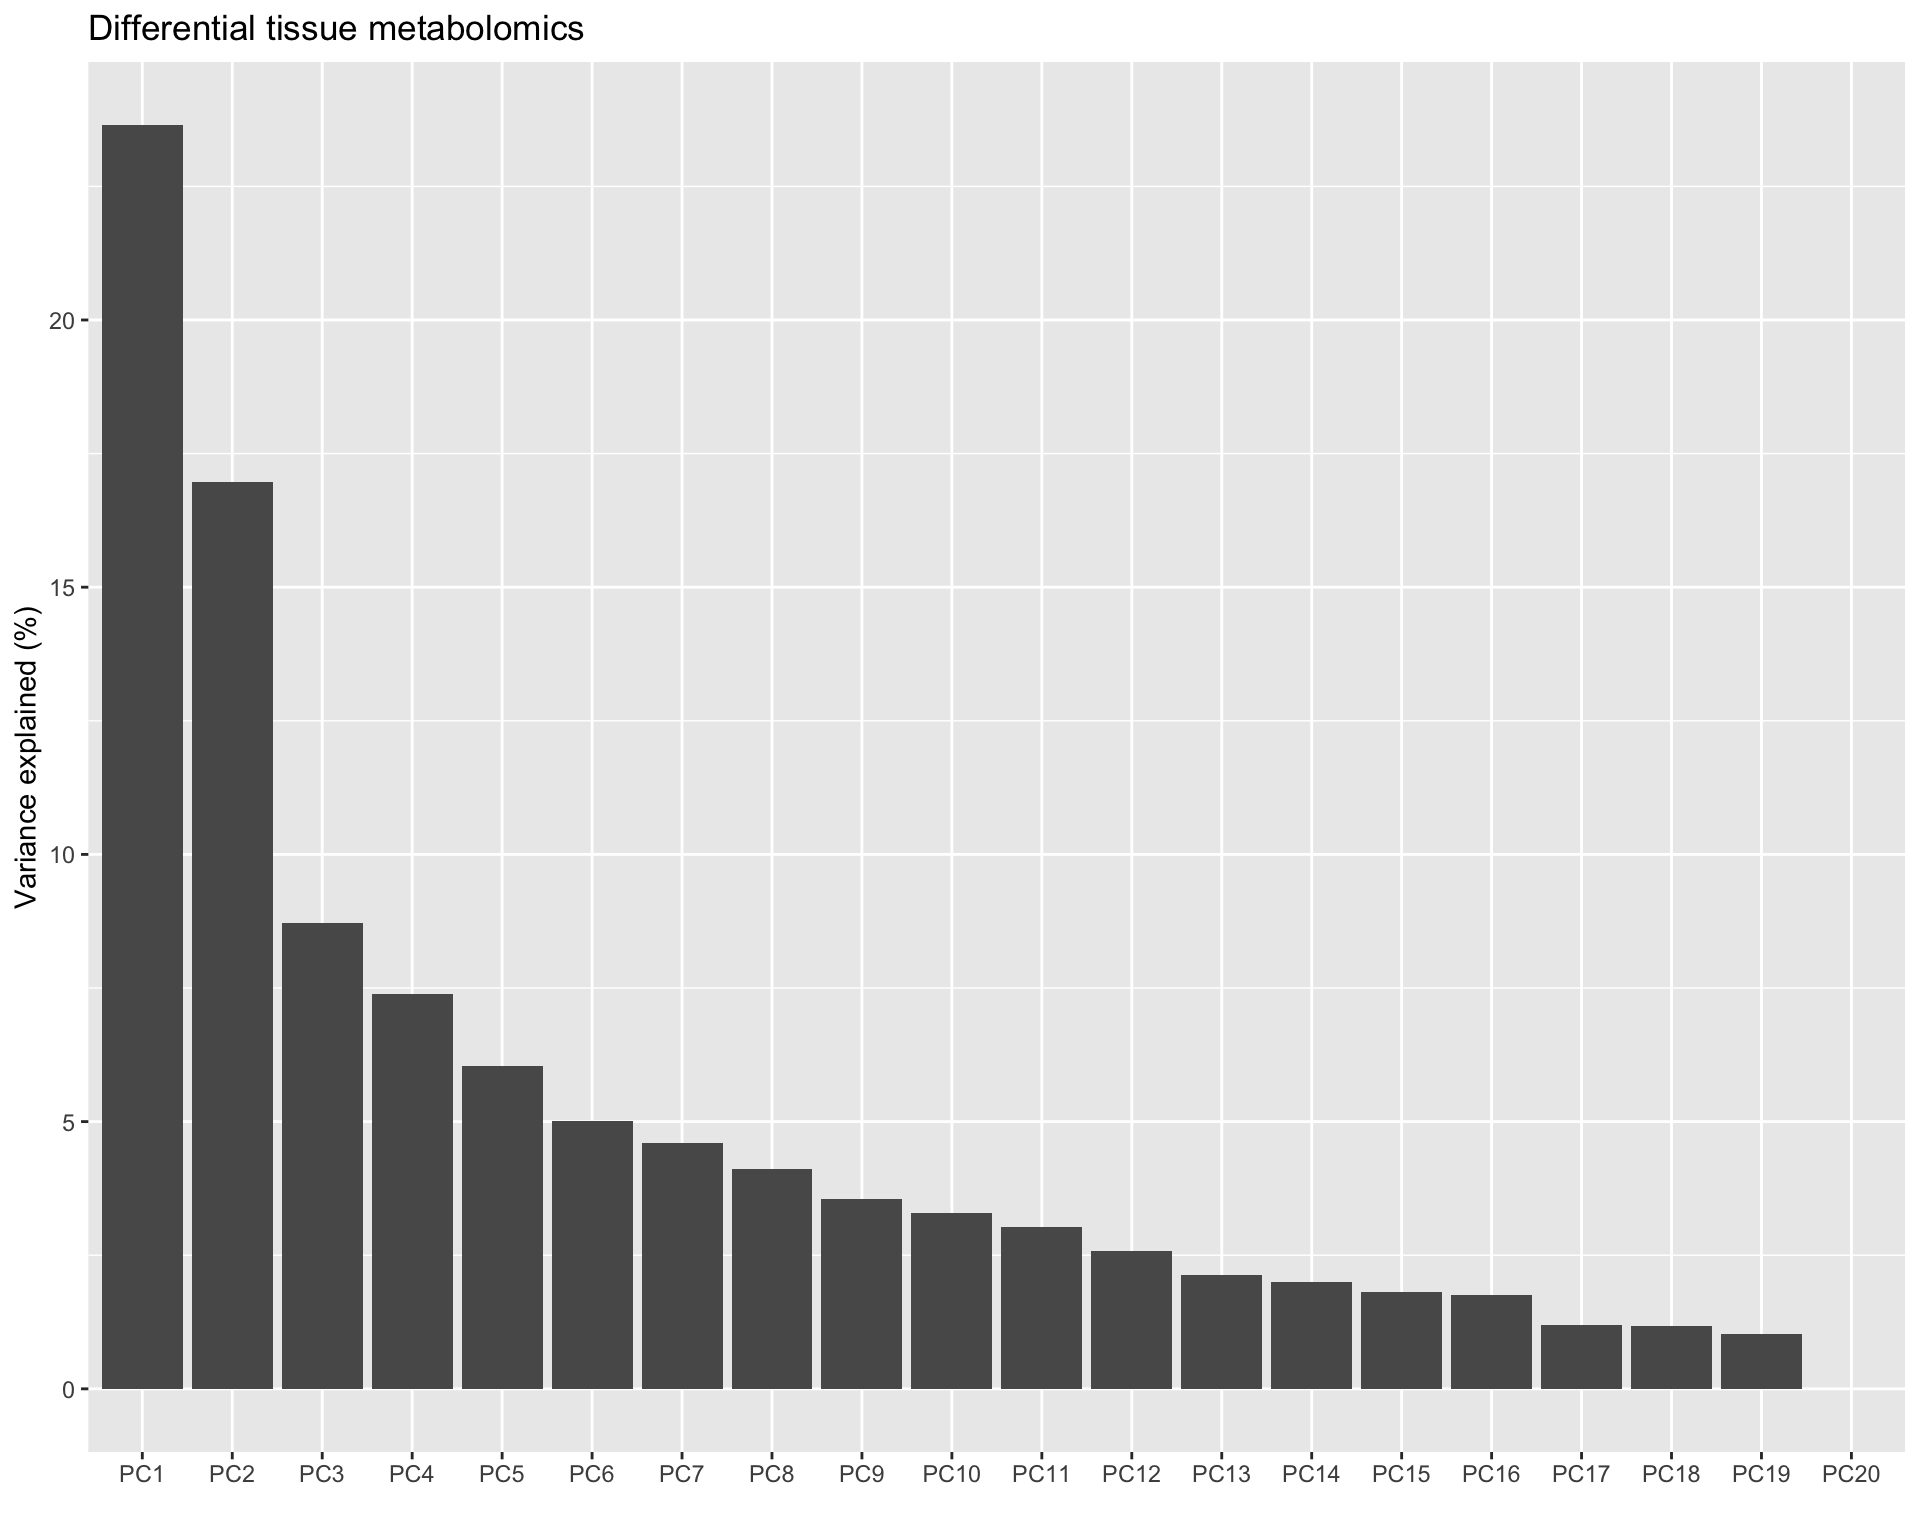 Differential tissue metabolomics
Variance explained (%)
20
15
10
5
0
PC1 PC2 PC3 PC4 PC5 PC6 PC7 PC8 PC9 PC10 PC11 PC12 PC13 PC14 PC15 PC16 PC17 PC18 PC19 PC20